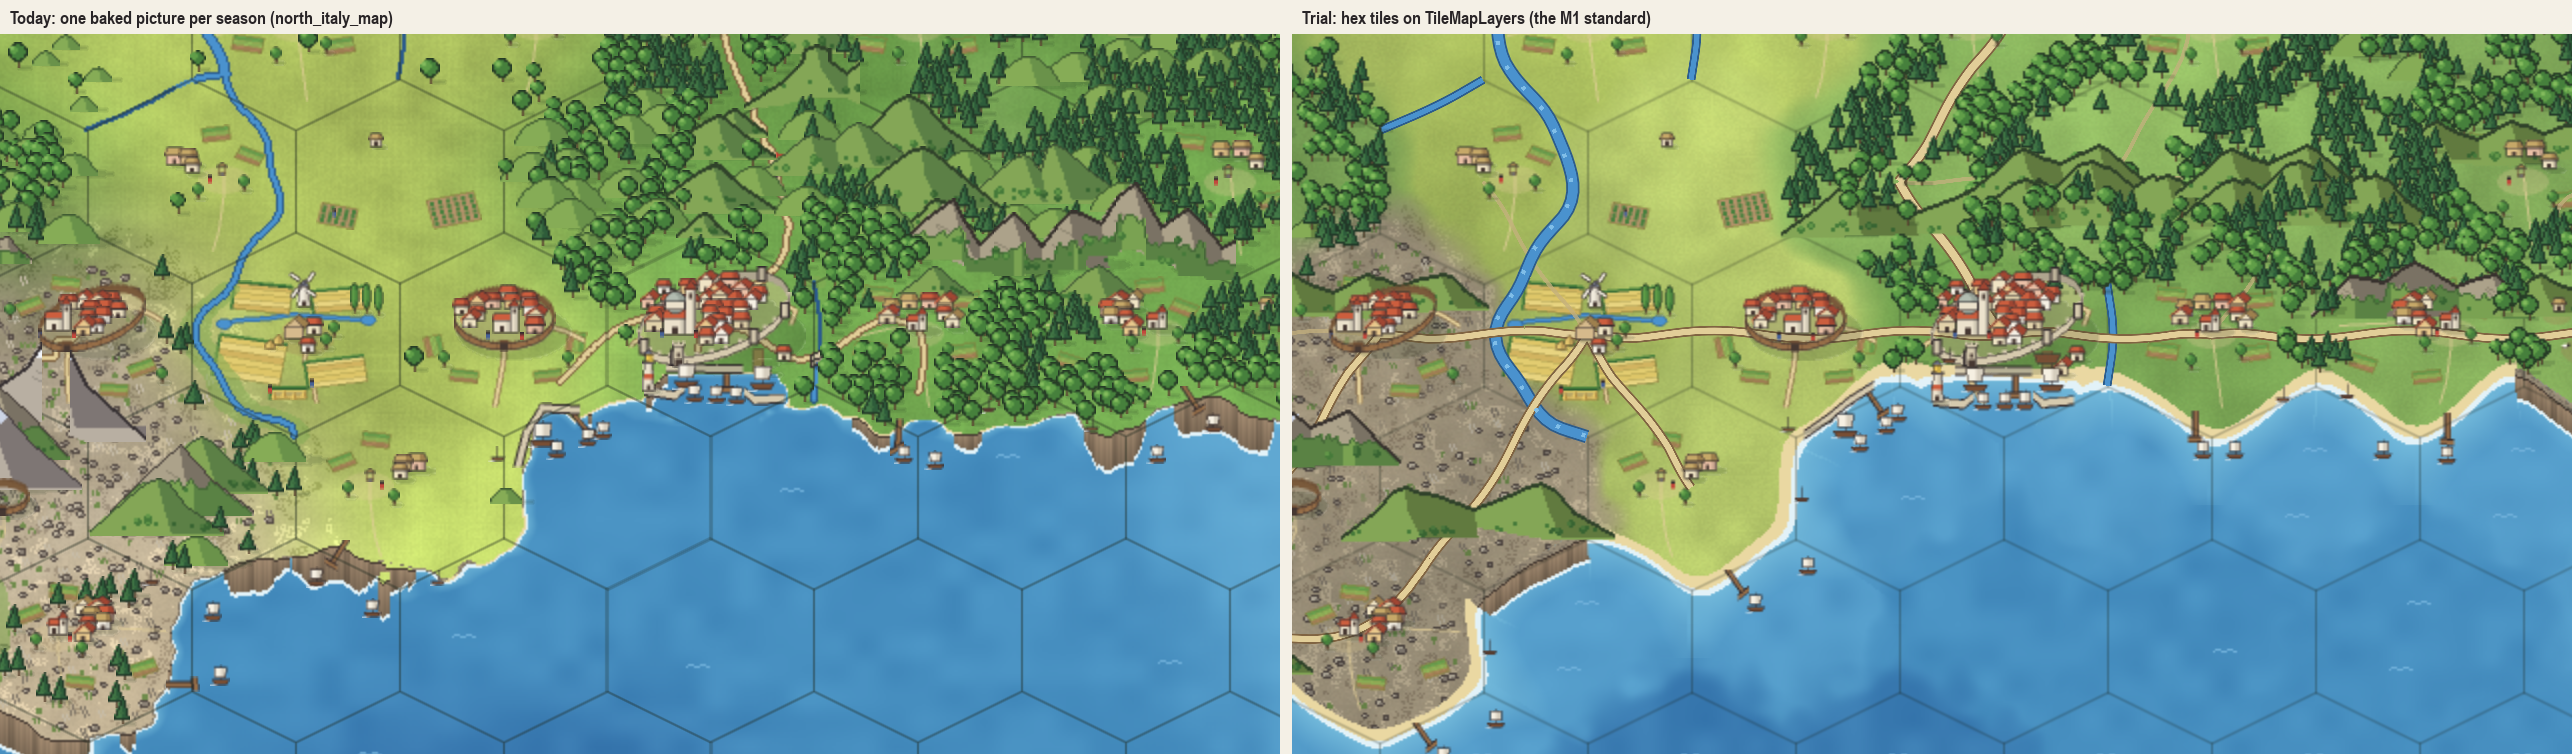 Today: one baked picture per season (north_italy_map)
Trial: hex tiles on TileMapLayers (the M1 standard)